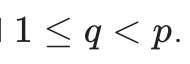 1 ≤ q < p.